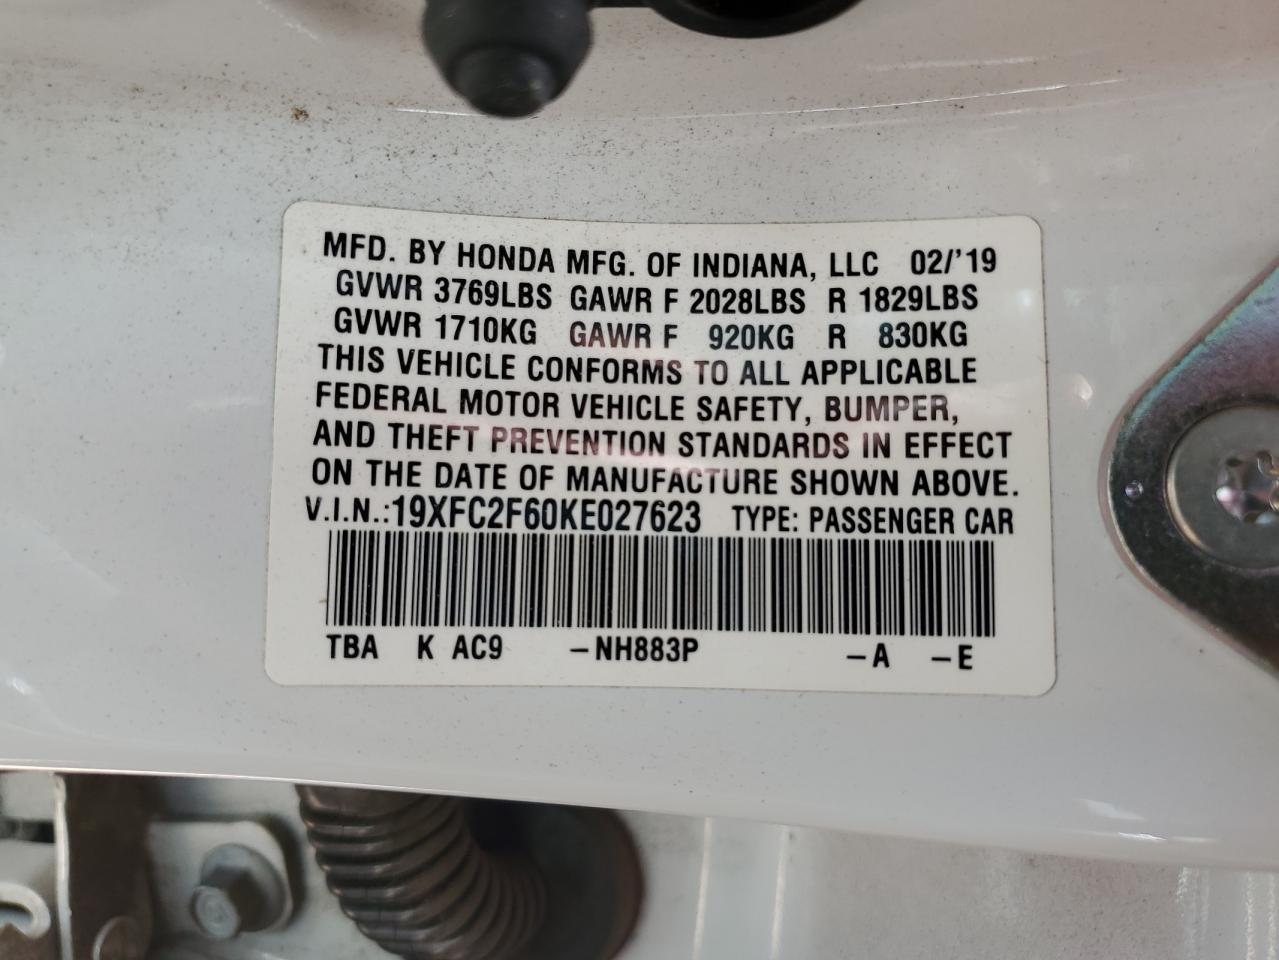 MFD. BY HONDA MFG. OF INDIANA, LLC 02/'19
GVWR 3769LBS GAWR F 2028LBS R 1829LBS
GVWR 1710KG GAWR F 920KG R 830KG
THIS VEHICLE CONFORMS TO ALL APPLICABLE
FEDERAL MOTOR VEHICLE SAFETY, BUMPER,
AND THEFT PREVENTION STANDARDS IN EFFECT
ON THE DATE OF MANUFACTURE SHOWN ABOVE.
V.I.N.:19XFC2F60KE027623 TYPE: PASSENGER CAR
TBA K AC9 -NH883P -A -E